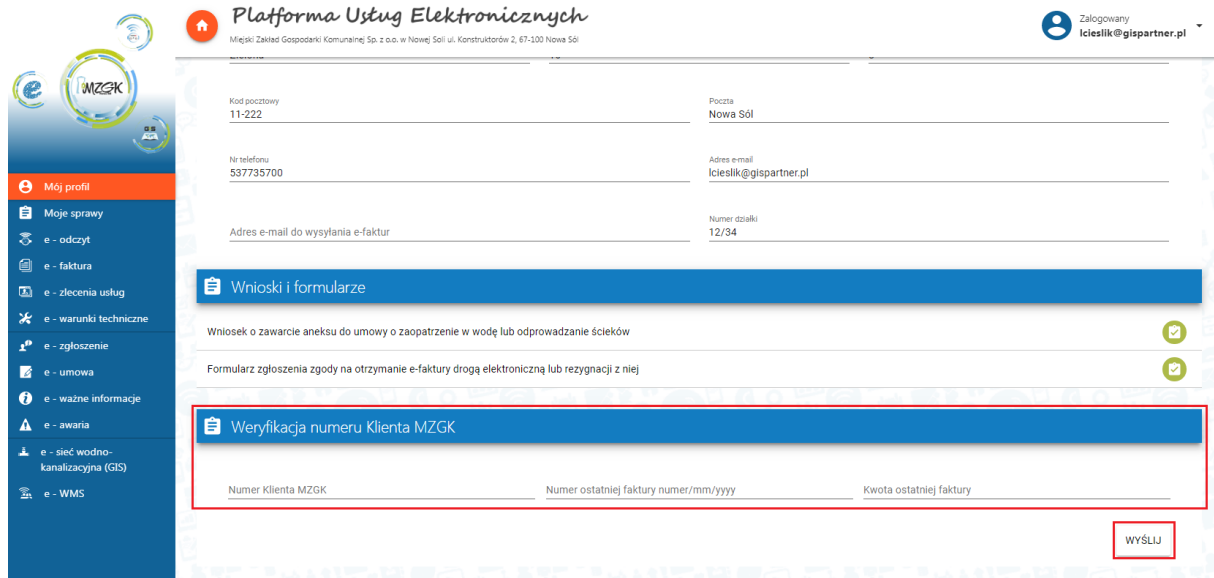 Platforma Usług Elektronicznych
Miejski Zakład Gospodarki Komunalnej Sp. z o.o. w Nowej Soli ul. Konstruktorów 2, 67-100 Nowa Sól
Zalogowany
lcieslik@gispartner.pl
e
MZGK
Mój profil
Moje sprawy
e - odczyt
e - faktura
e - zlecenia usług
e - warunki techniczne
e - zgłoszenie
e - umowa
e - ważne informacje
e - awaria
e - sieć wodno-
kanalizacyjna (GIS)
e - WMS
Kod pocztowy
11-222
Poczta
Nowa Sól
Nr telefonu
537735700
Adres e-mail
lcieslik@gispartner.pl
Adres e-mail do wysyłania e-faktur
Numer działki
12/34
Wnioski i formularze
Wniosek o zawarcie aneksu do umowy o zaopatrzenie w wodę lub odprowadzanie ścieków
Formularz zgłoszenia zgody na otrzymanie e-faktury drogą elektroniczną lub rezygnacji z niej
Weryfikacja numeru Klienta MZGK
Numer Klienta MZGK
Numer ostatniej faktury numer/mm/yyyy
Kwota ostatniej faktury
WYŚLIJ